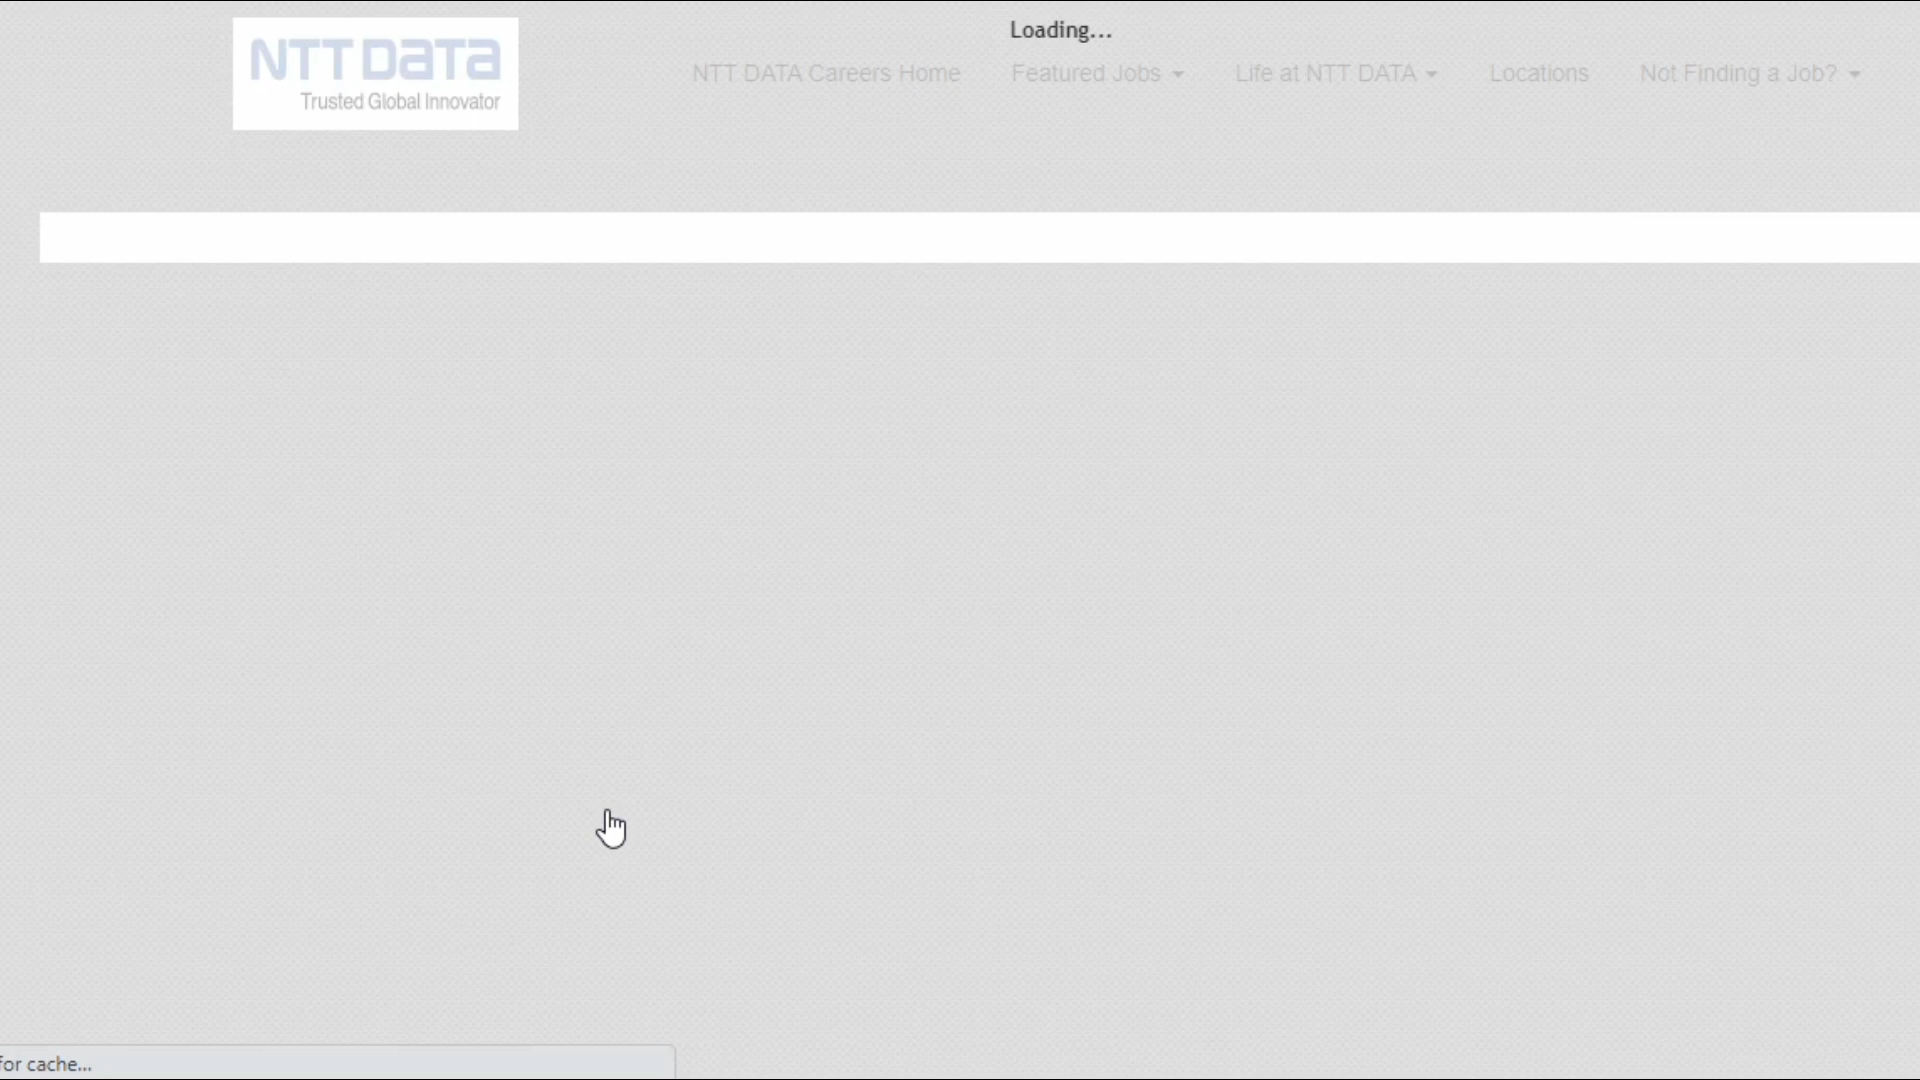 Loading...
NTT DATA
Trusted Global Innovator
NTT DATA Careers Home Featured Jobs Life at NTT DATA Locations Not Finding a Job?
for cache...